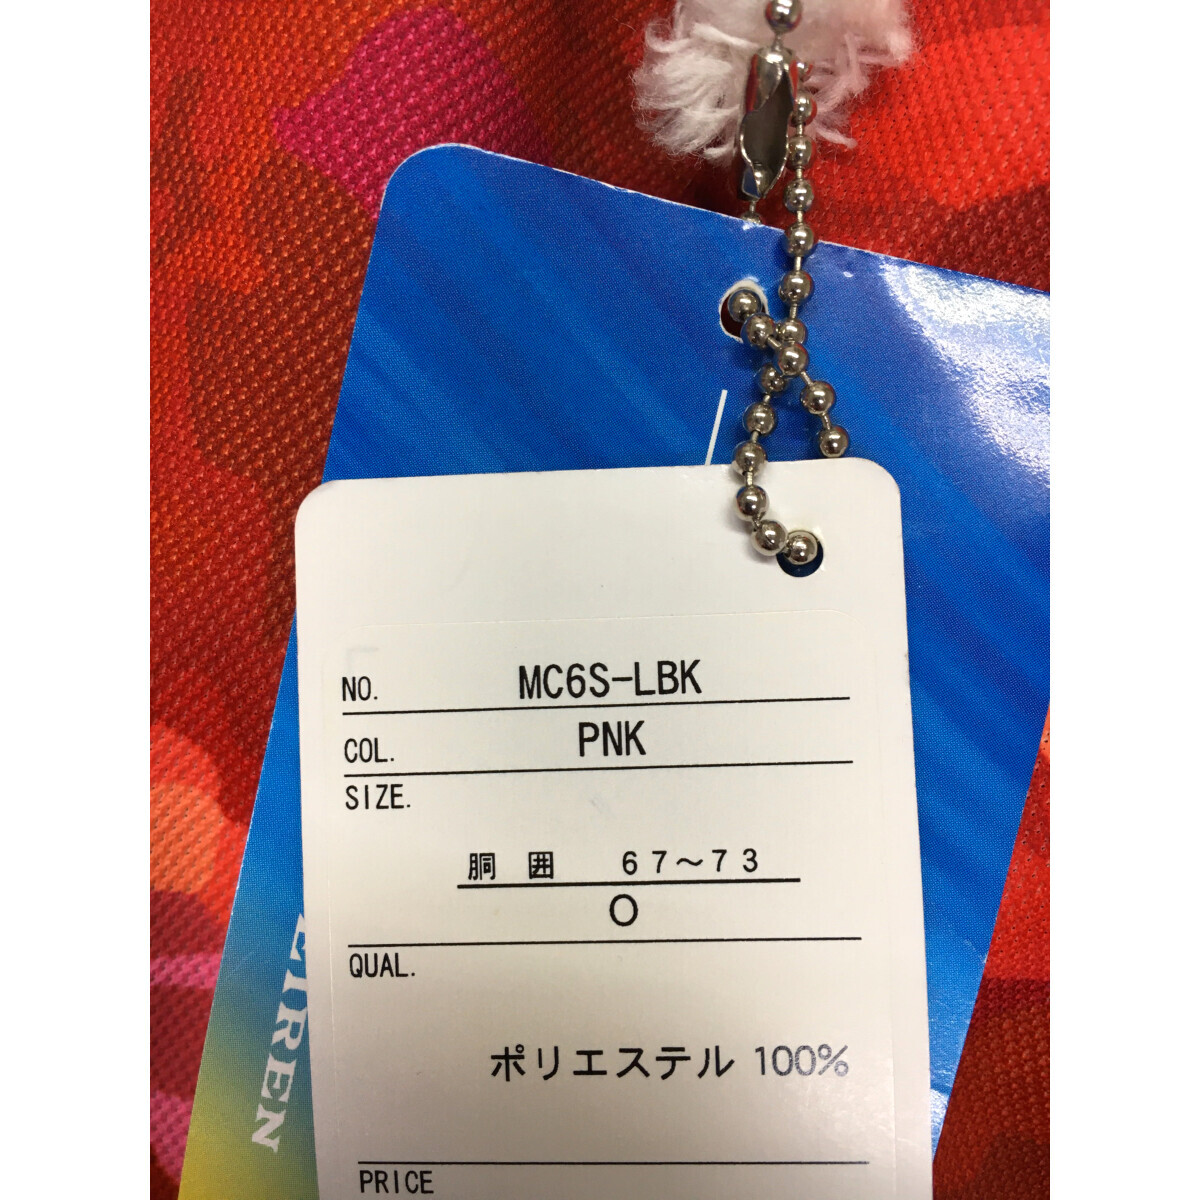 NO. MC6S-LBK
COL. PNK
SIZE.
胴 囲 67～73
O
QUAL.
ポリエステル 100%
PRICE
EIREN